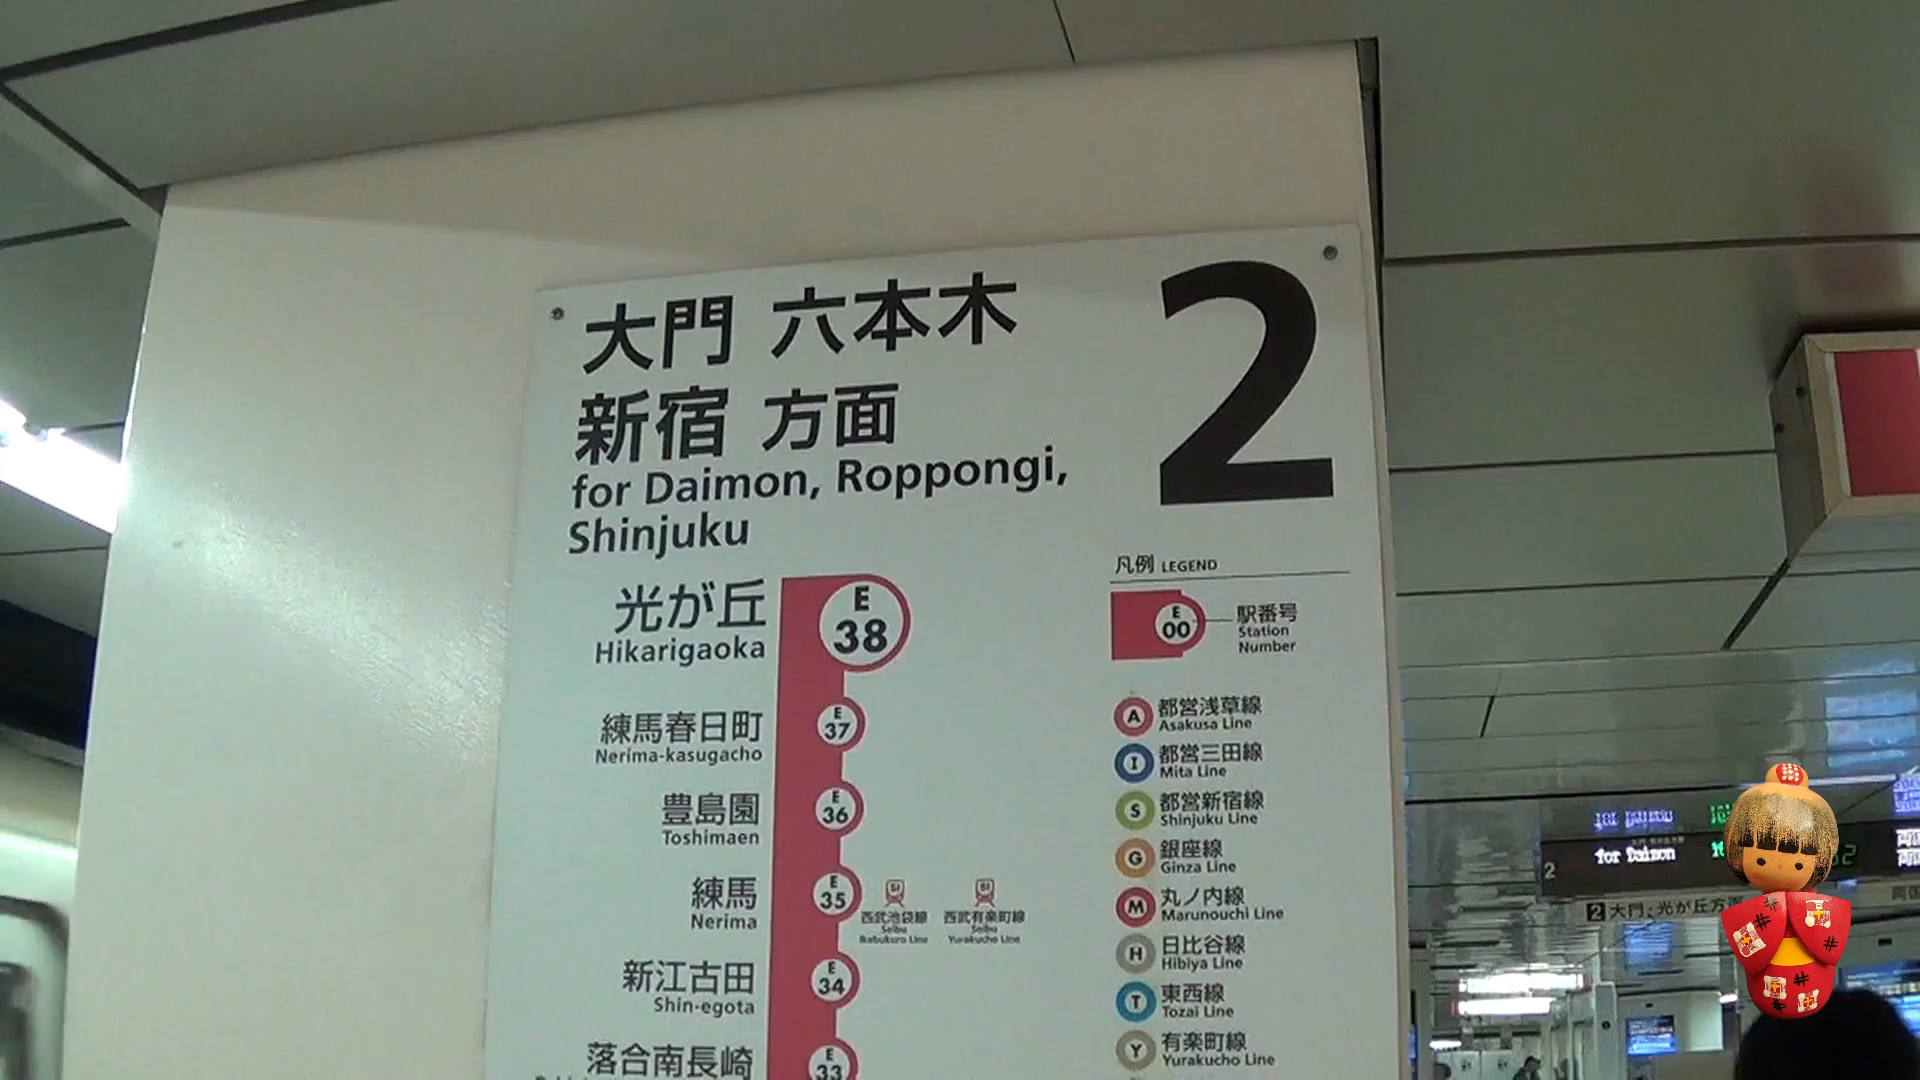 大門 六本木
新宿 方面
for Daimon, Roppongi,
Shinjuku
2
光が丘
Hikarigaoka
E
38
練馬春日町
Nerima-kasugacho
E
37
豊島園
Toshimaen
E
36
練馬
Nerima
E
35
西武池袋線
Seibu
Ikebukuro Line
西武有楽町線
Seibu
Yurakucho Line
新江古田
Shin-egota
E
34
落合南長崎
E
33
凡例 LEGEND
E
00
駅番号
Station
Number
A 都営浅草線
Asakusa Line
I 都営三田線
Mita Line
S 都営新宿線
Shinjuku Line
G 銀座線
Ginza Line
M 丸ノ内線
Marunouchi Line
H 日比谷線
Hibiya Line
T 東西線
Tozai Line
Y 有楽町線
Yurakucho Line
2
for Daimon
2 大門・光が丘方面